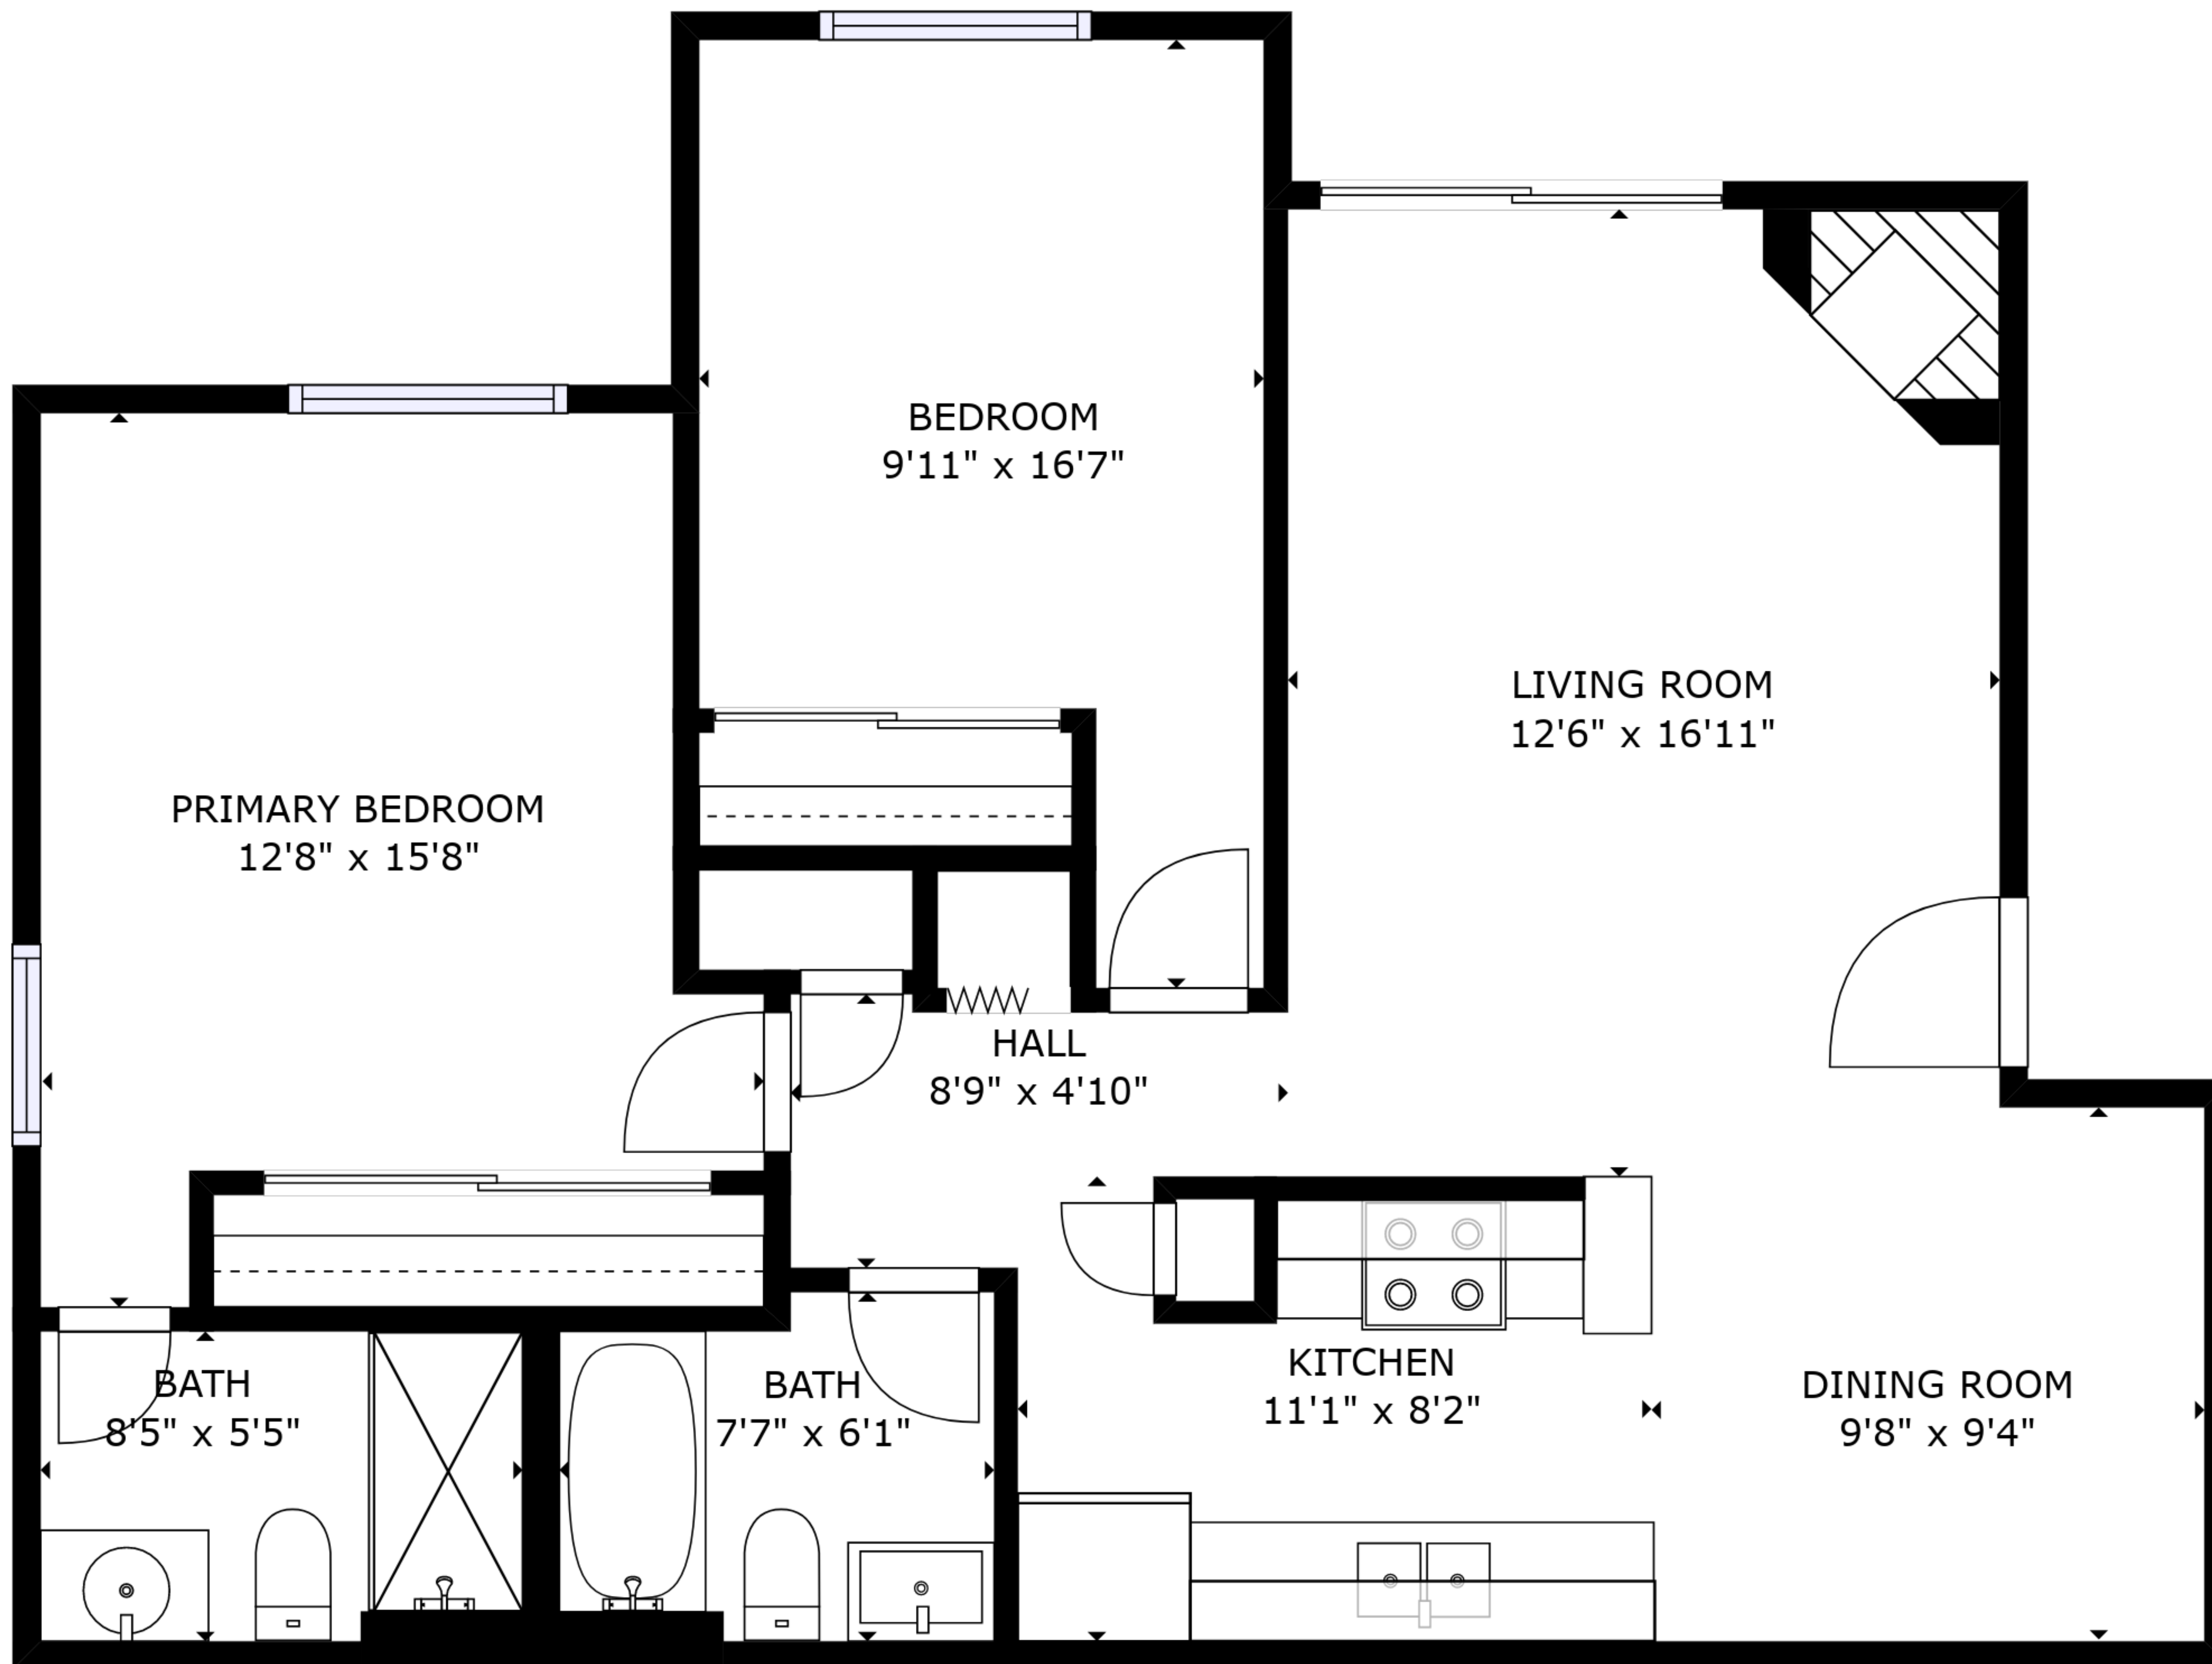 BEDROOM
9'11" x 16'7"
LIVING ROOM
12'6" x 16'11"
PRIMARY BEDROOM
12'8" x 15'8"
HALL
8'9" x 4'10"
BATH
8'5" x 5'5"
BATH
7'7" x 6'1"
KITCHEN
11'1" x 8'2"
DINING ROOM
9'8" x 9'4"